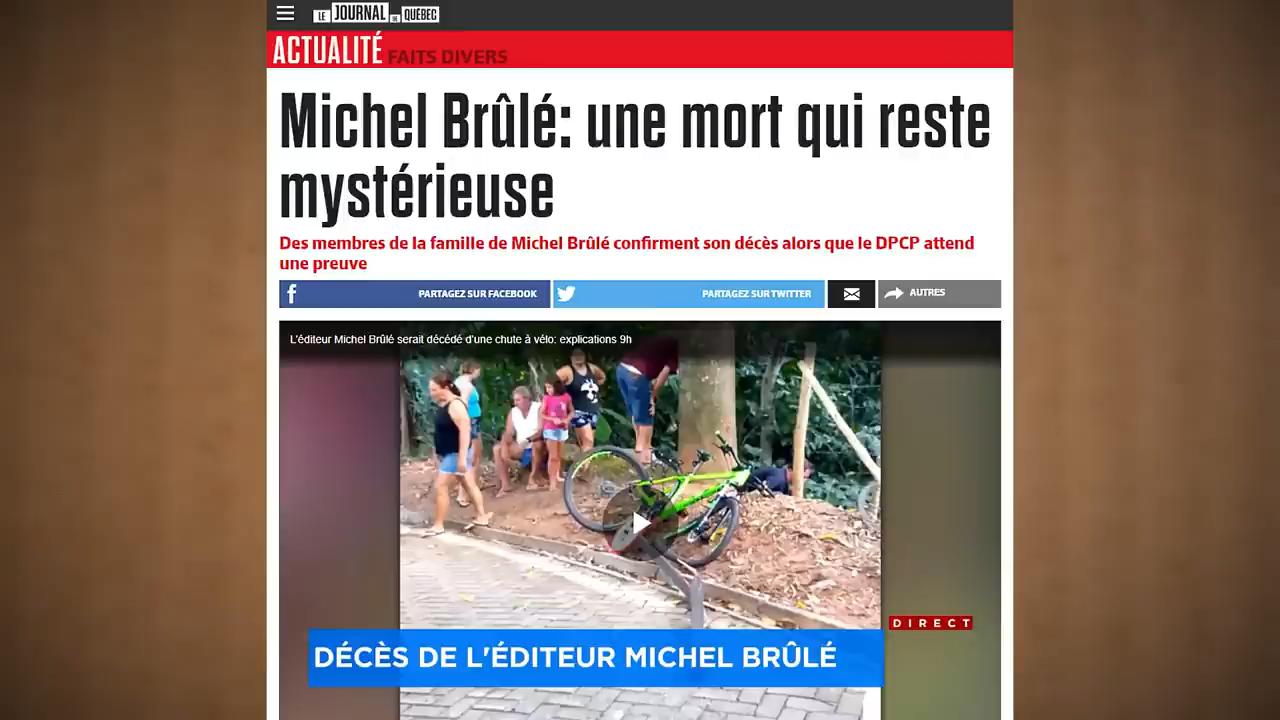 LE JOURNAL DE QUÉBEC
ACTUALITÉ FAITS DIVERS
Michel Brûlé: une mort qui reste
mystérieuse
Des membres de la famille de Michel Brûlé confirment son décès alors que le DPCP attend
une preuve
PARTAGEZ SUR FACEBOOK PARTAGEZ SUR TWITTER AUTRES
L'éditeur Michel Brûlé serait décédé d'une chute à vélo: explications 9h
DIRECT
DÉCÈS DE L'ÉDITEUR MICHEL BRÛLÉ